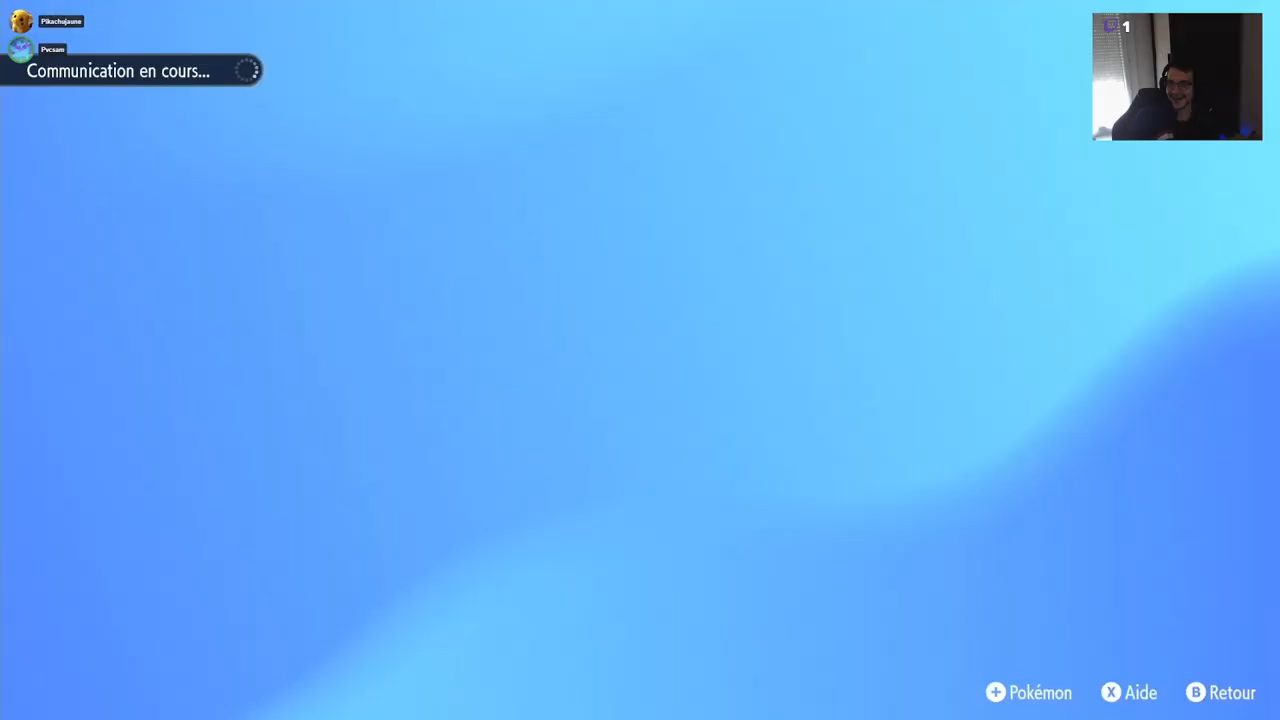 Pikachujaune
Pvcsam
Communication en cours...
1
+ Pokémon X Aide B Retour